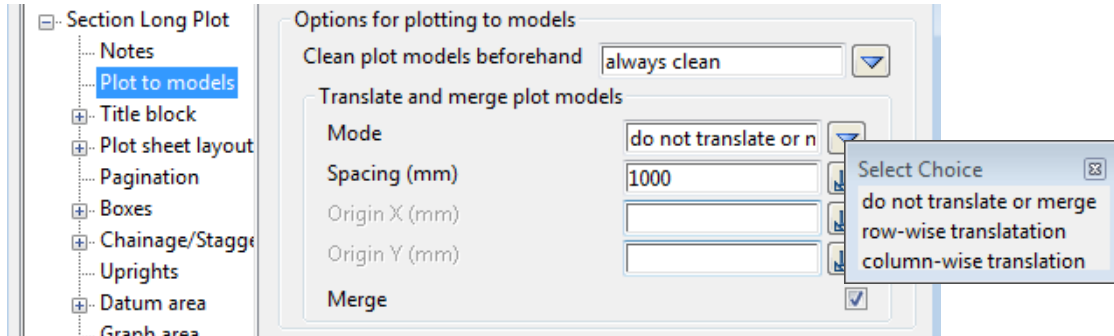 Section Long Plot
Notes
Plot to models
Title block
Plot sheet layout
Pagination
Boxes
Chainage/Stagge
Uprights
Datum area
Graph area
Options for plotting to models
Clean plot models beforehand always clean
Translate and merge plot models
Mode do not translate or n
Spacing (mm) 1000
Origin X (mm)
Origin Y (mm)
Merge
Select Choice
do not translate or merge
row-wise translatation
column-wise translation